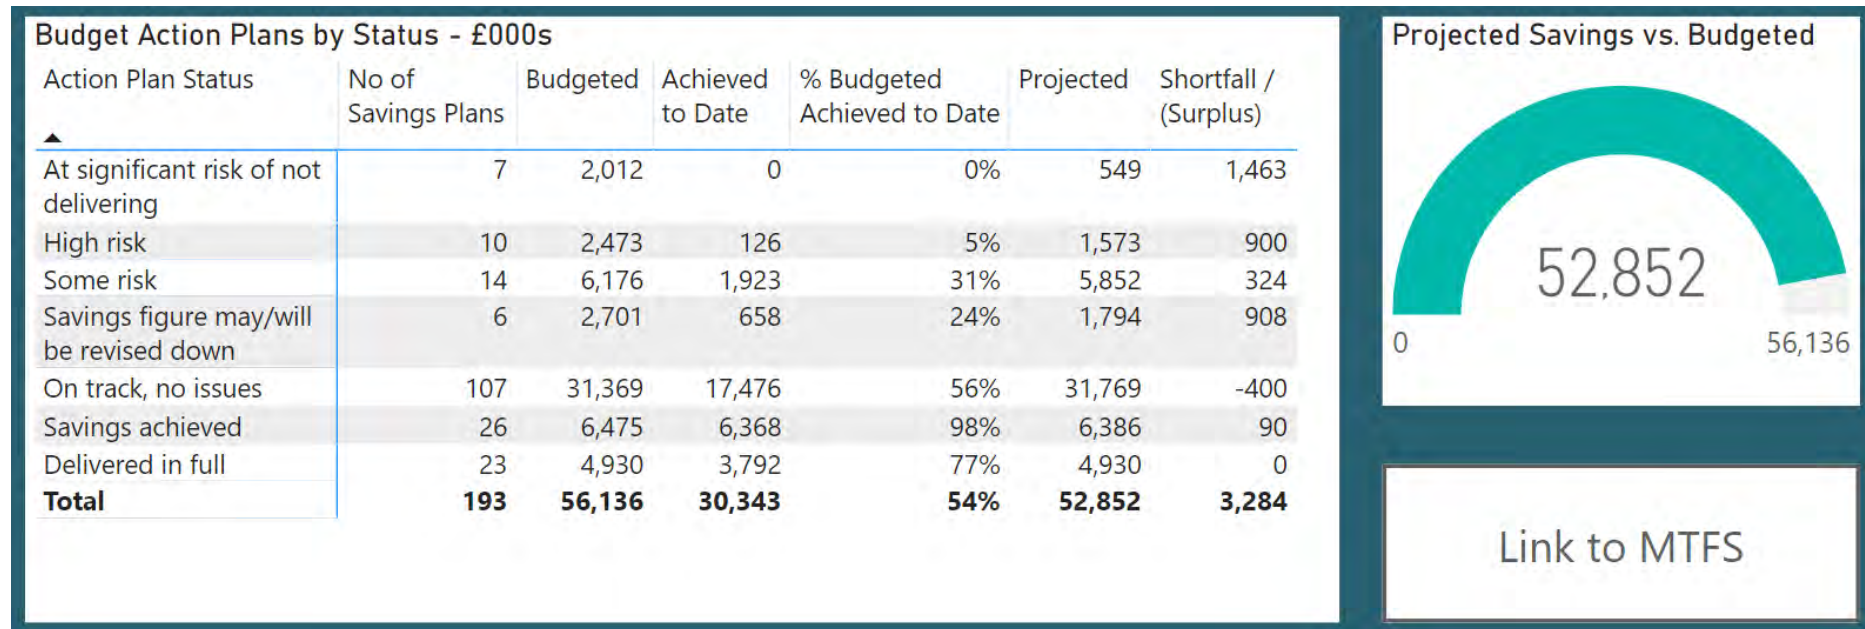 Budget Action Plans by Status - £000s
Action Plan Status No of Savings Plans Budgeted Achieved to Date % Budgeted Achieved to Date Projected Shortfall / (Surplus)
At significant risk of not delivering 7 2,012 0 0% 549 1,463
High risk 10 2,473 126 5% 1,573 900
Some risk 14 6,176 1,923 31% 5,852 324
Savings figure may/will be revised down 6 2,701 658 24% 1,794 908
On track, no issues 107 31,369 17,476 56% 31,769 -400
Savings achieved 26 6,475 6,368 98% 6,386 90
Delivered in full 23 4,930 3,792 77% 4,930 0
Total 193 56,136 30,343 54% 52,852 3,284
Projected Savings vs. Budgeted
52,852
0 56,136
Link to MTFS